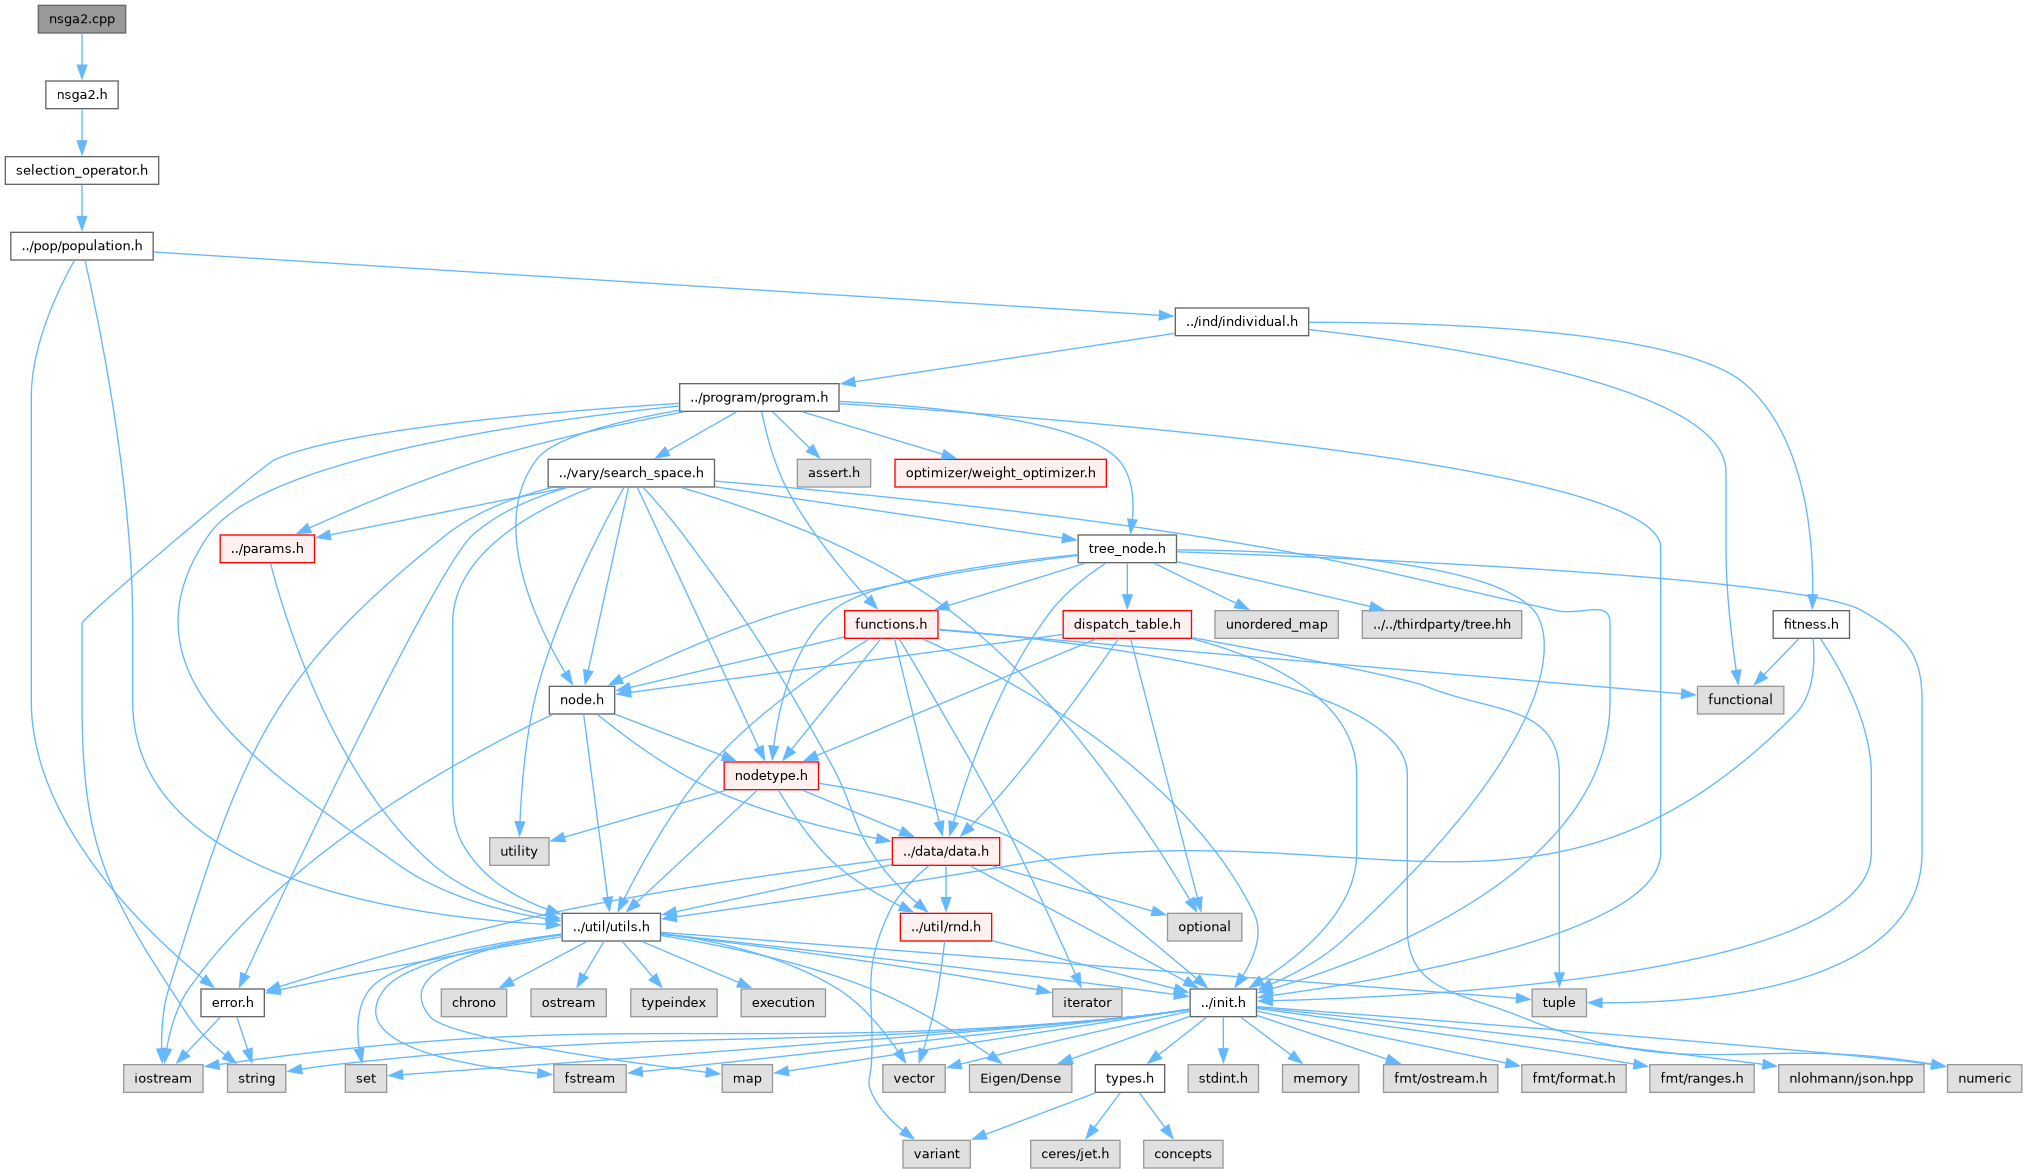 nsga2.cpp
nsga2.h
selection_operator.h
../pop/population.h
../ind/individual.h
../program/program.h
../vary/search_space.h
assert.h
optimizer/weight_optimizer.h
../params.h
tree_node.h
functions.h
dispatch_table.h
unordered_map
../../thirdparty/tree.hh
fitness.h
node.h
functional
nodetype.h
utility
../data/data.h
../util/utils.h
../util/rnd.h
optional
error.h
chrono
ostream
typeindex
execution
iterator
../init.h
tuple
iostream
string
set
fstream
map
vector
Eigen/Dense
types.h
stdint.h
memory
fmt/ostream.h
fmt/format.h
fmt/ranges.h
nlohmann/json.hpp
numeric
variant
ceres/jet.h
concepts